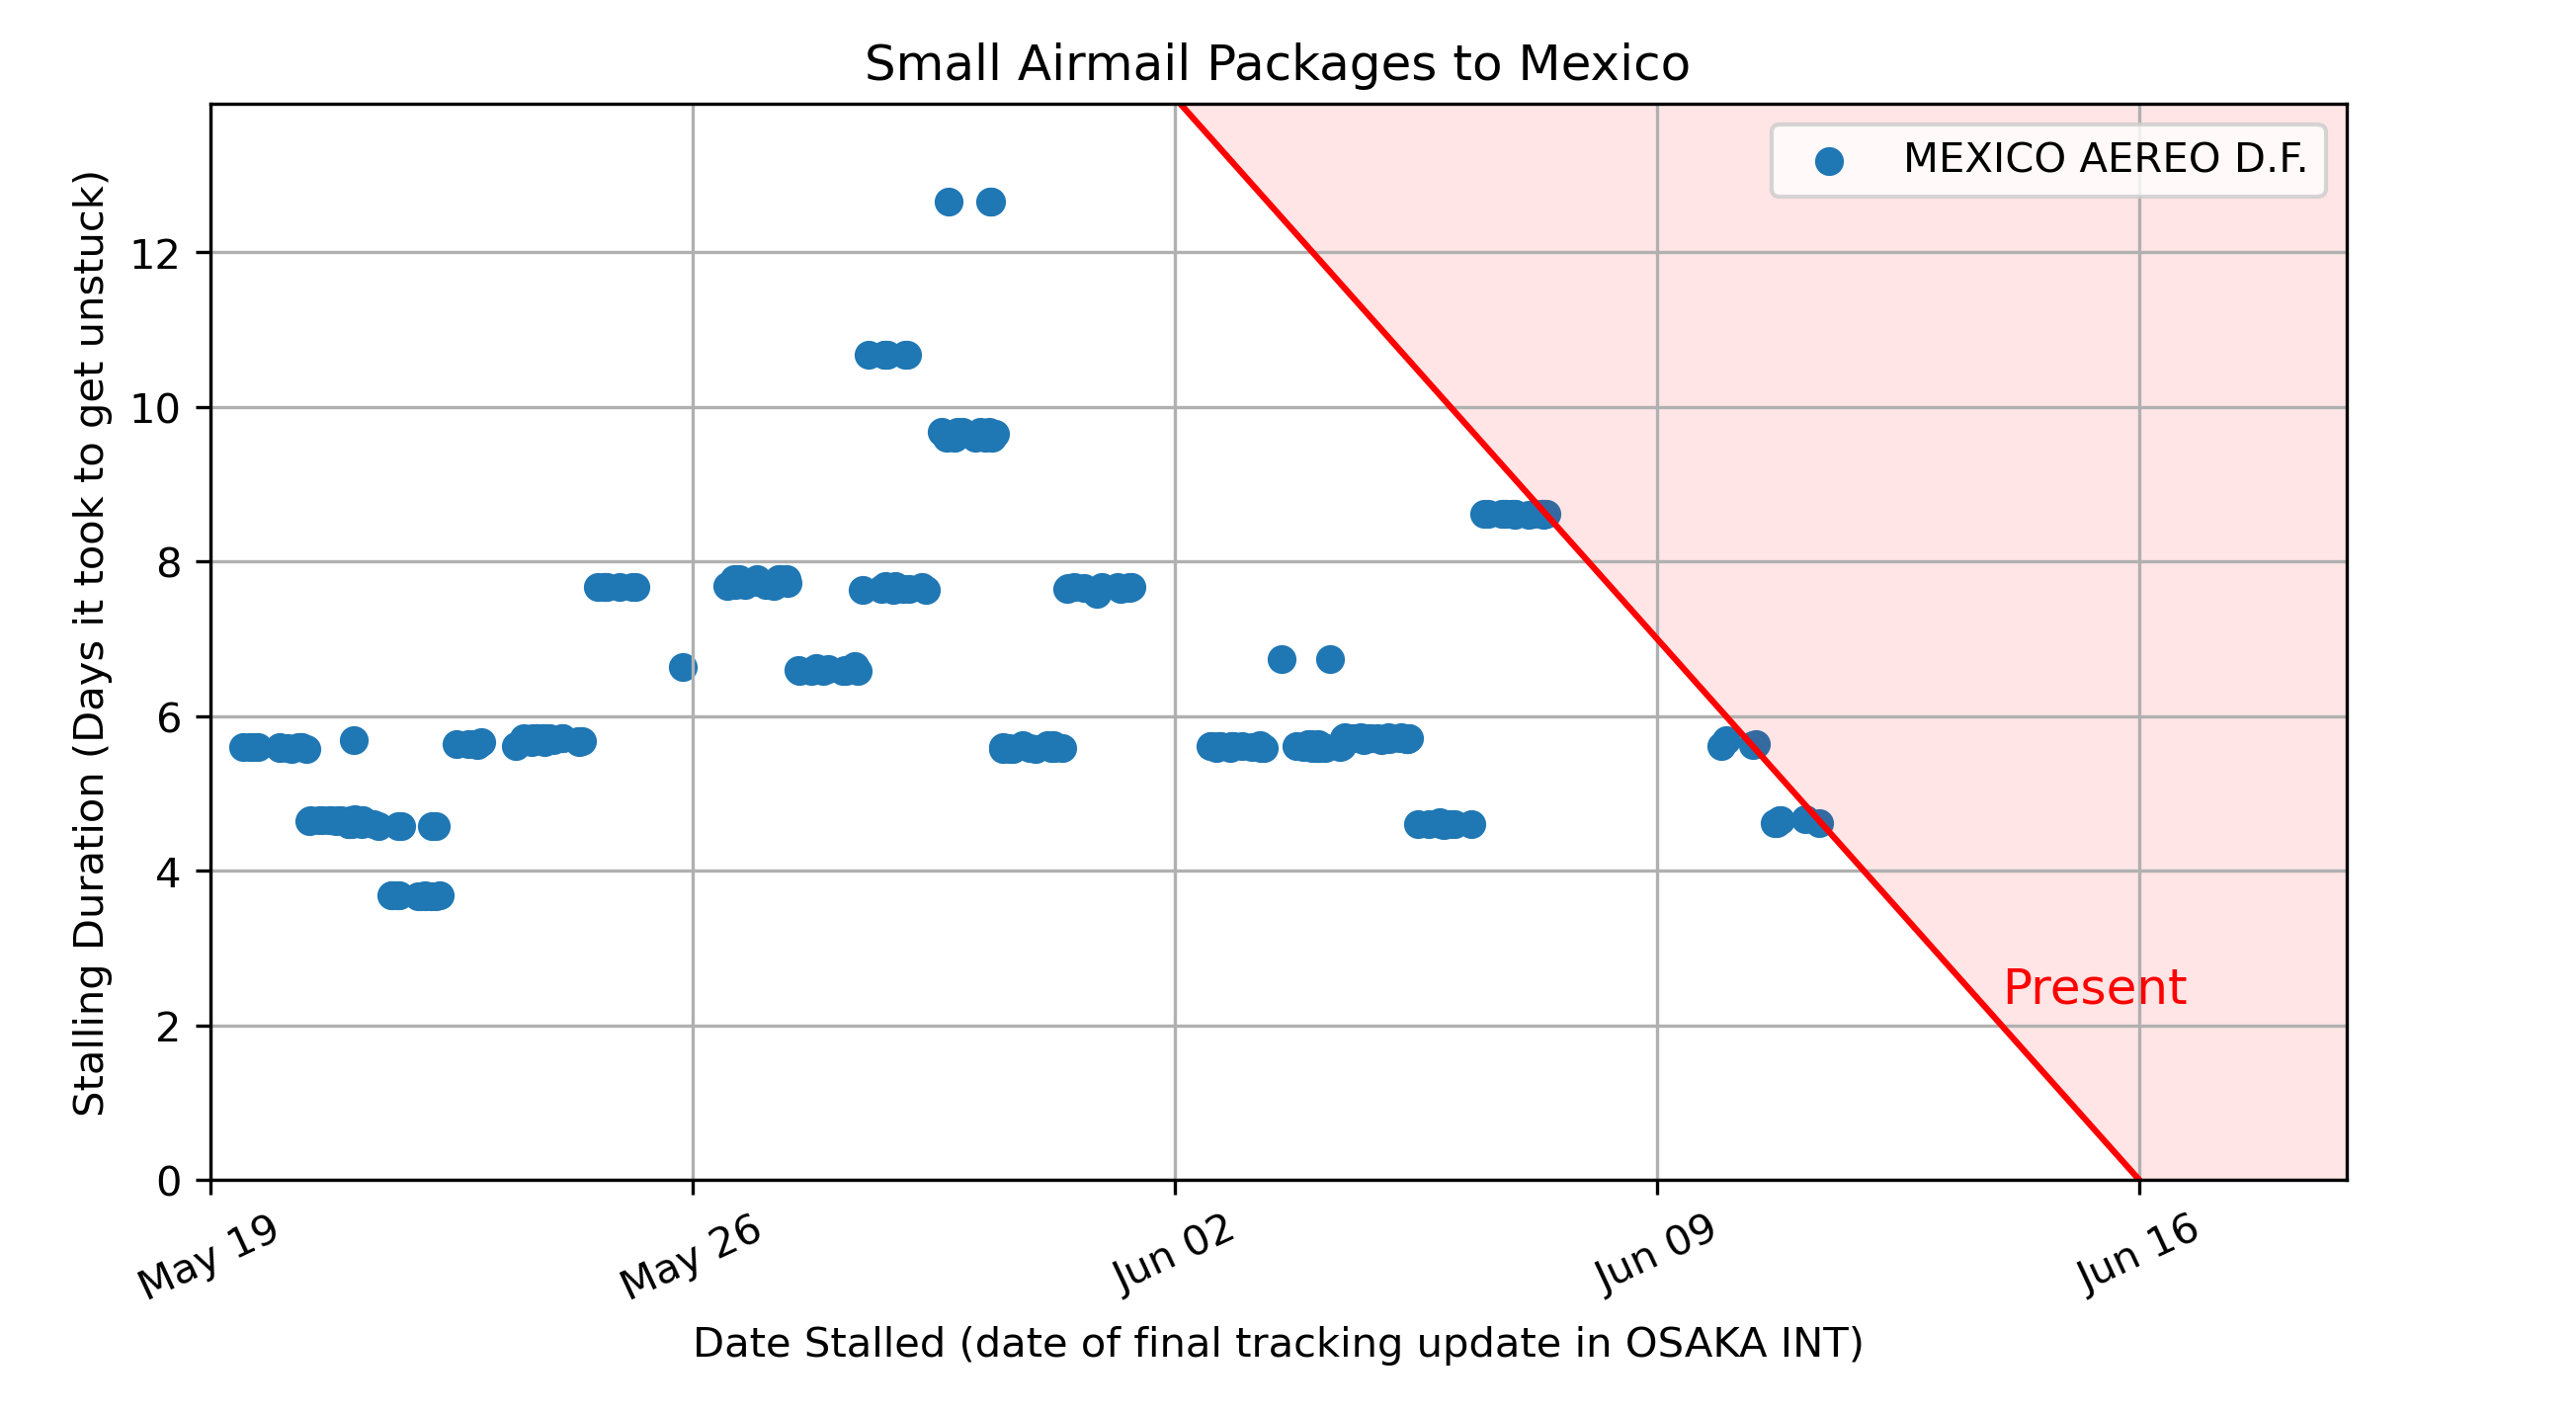 Small Airmail Packages to Mexico
MEXICO AEREO D.F.
Stalling Duration (Days it took to get unstuck)
12
10
8
6
4
2
0
Present
May 19
May 26
Jun 02
Jun 09
Jun 16
Date Stalled (date of final tracking update in OSAKA INT)